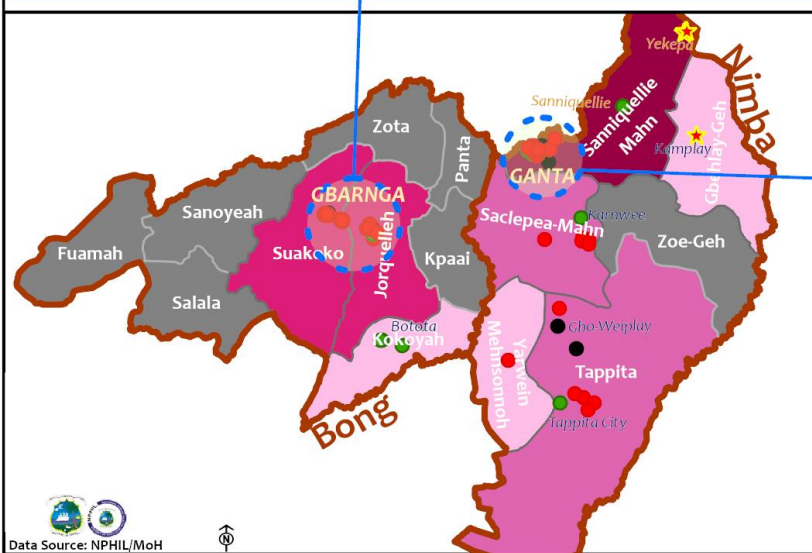 Yekepa
Nimba
Sanniquellie
Sanniquellie
Mahn
Kamplay
Gbehlay-Geh
Zota
Panta
GANTA
GBARNGA
Sanoyeah
Jorquelleh
Saclepea-Mahn
Karnwee
Fuamah
Suakoko
Kpaai
Zoe-Geh
Salala
Botota
Kokoyah
Gbo-Weiplay
Yarwein
Mehnsonnoh
Tappita
Bong
Tappita City
NPHIL
Data Source: NPHIL/MoH
N